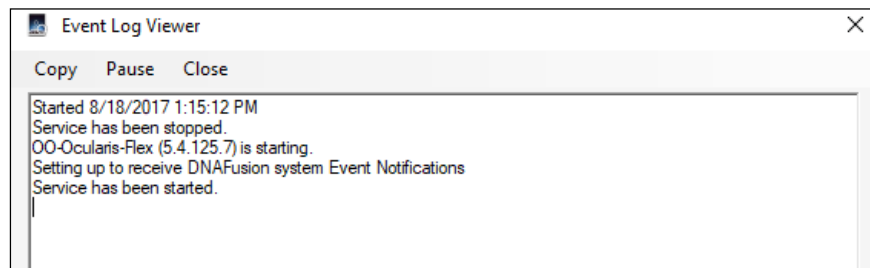 Event Log Viewer
Copy Pause Close
Started 8/18/2017 1:15:12 PM
Service has been stopped.
OO-Ocularis-Flex (5.4.125.7) is starting.
Setting up to receive DNAFusion system Event Notifications
Service has been started.